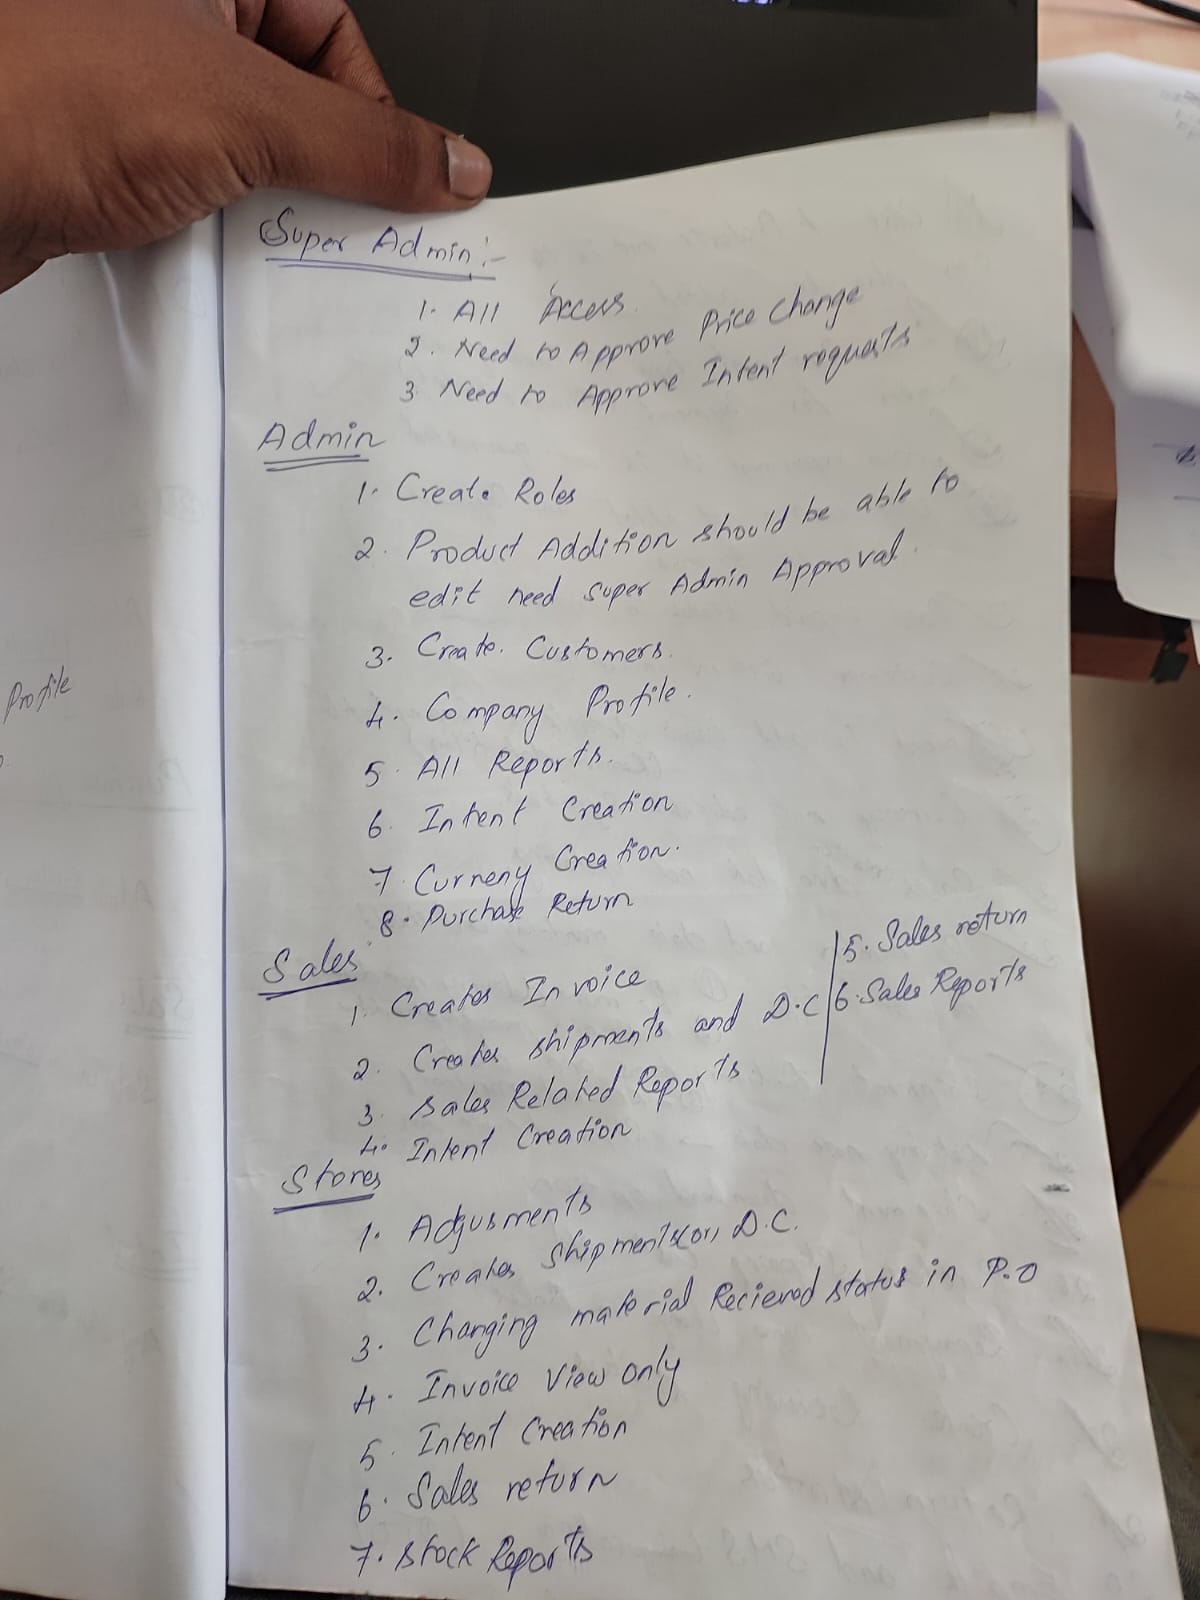 Profile
Super Admin:-
1. All Access.
2. Need to Approve Price change
3. Need to Approve Intent requests
Admin
1. Create Roles
2. Product Addition should be able to
edit need super Admin Approval.
3. Create. Customers.
4. Company Profile.
5. All Reports.
6. Intent Creation
7. Curreny Creation.
8. Purchase Return
Sales
1. Creates Invoice
2. Creates shipments and D.C
3. Sales Related Reports
4. Intent Creation
5. Sales return
6. Sales Reports
Stores
1. Adjusments
2. Creates shipments(or) D.C.
3. Changing material Recieved status in P.O
4. Invoice View only
5. Intent Creation
6. Sales return
7. Stock Reports